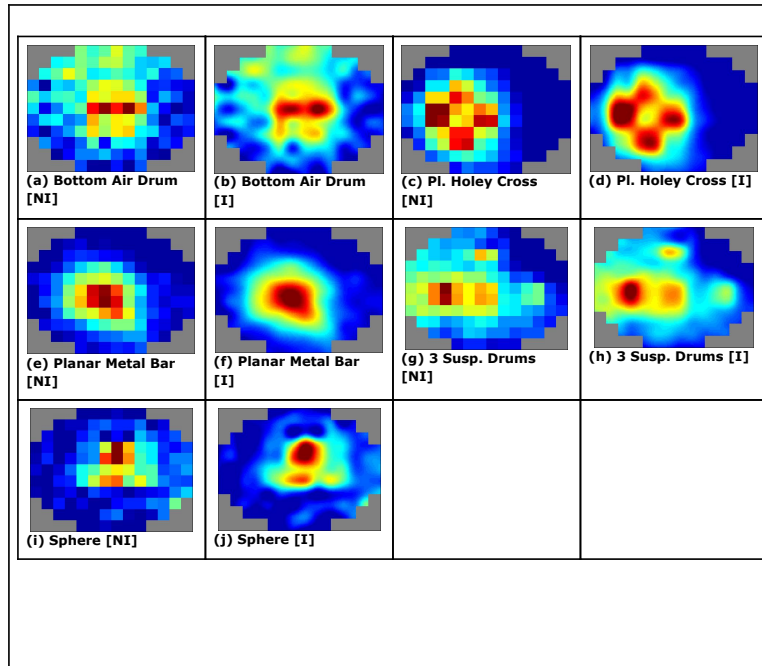 (a) Bottom Air Drum
[NI]
(b) Bottom Air Drum
[I]
(c) Pl. Holey Cross
[NI]
(d) Pl. Holey Cross [I]
(e) Planar Metal Bar
[NI]
(f) Planar Metal Bar
[I]
(g) 3 Susp. Drums
[NI]
(h) 3 Susp. Drums [I]
(i) Sphere [NI]
(j) Sphere [I]